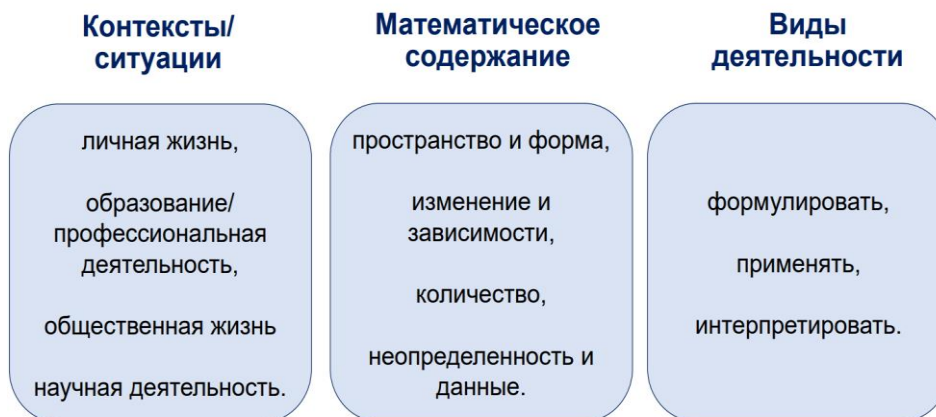 Контексты/
ситуации
личная жизнь,
образование/
профессиональная
деятельность,
общественная жизнь
научная деятельность.
Математическое
содержание
пространство и форма,
изменение и
зависимости,
количество,
неопределенность и
данные.
Виды
деятельности
формулировать,
применять,
интерпретировать.